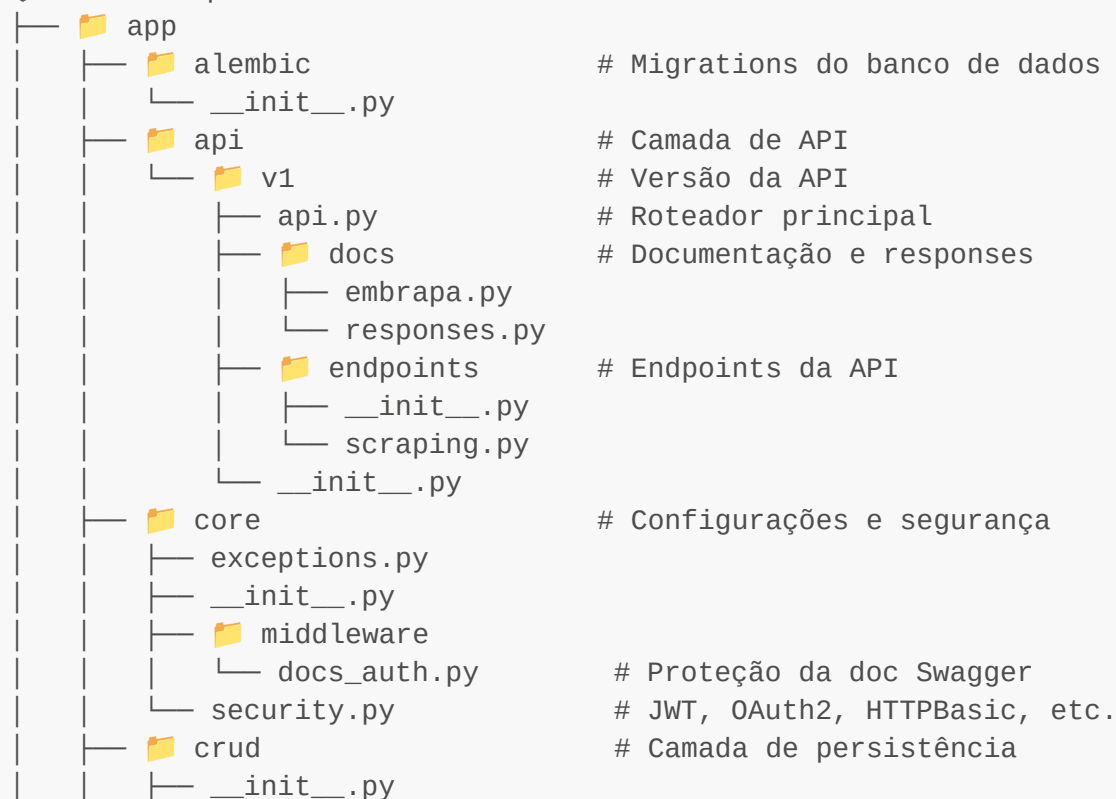 ├── 📁 app
│   ├── 📁 alembic                 # Migrations do banco de dados
│   │   └── __init__.py
│   ├── 📁 api                     # Camada de API
│   │   └── 📁 v1                  # Versão da API
│   │       ├── api.py             # Roteador principal
│   │       ├── 📁 docs            # Documentação e responses
│   │       │   ├── embrapa.py
│   │       │   └── responses.py
│   │       ├── 📁 endpoints       # Endpoints da API
│   │       │   ├── __init__.py
│   │       │   └── scraping.py
│   │       └── __init__.py
│   ├── 📁 core                    # Configurações e segurança
│   │   ├── exceptions.py
│   │   ├── __init__.py
│   │   ├── 📁 middleware
│   │   │   └── docs_auth.py        # Proteção da doc Swagger
│   │   └── security.py             # JWT, OAuth2, HTTPBasic, etc.
│   ├── 📁 crud                     # Camada de persistência
│   │   ├── __init__.py